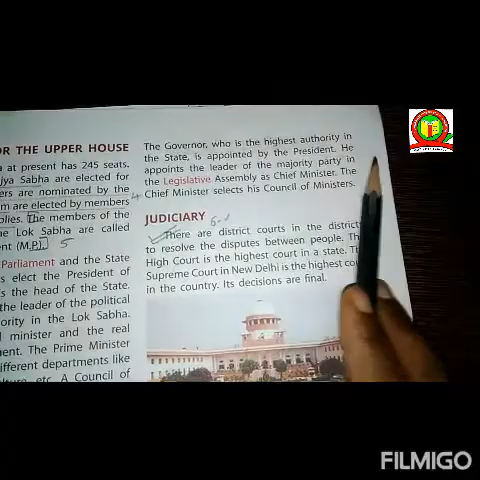 OR THE UPPER HOUSE
a at present has 245 seats.
jya Sabha are elected for
ers are nominated by the
m are elected by members
blies. The members of the
e Lok Sabha are called
ent (M.P.). 5
Parliament and the State
s elect the President of
s the head of the State.
the leader of the political
ority in the Lok Sabha.
l minister and the real
ment. The Prime Minister
ifferent departments like
etc. A Council of
The Governor, who is the highest authority in
the State, is appointed by the President. He
appoints the leader of the majority party in
the Legislative Assembly as Chief Minister. The
Chief Minister selects his Council of Ministers.
JUDICIARY
There are district courts in the district
to resolve the disputes between people. Th
High Court is the highest court in a state. Th
Supreme Court in New Delhi is the highest cou
in the country. Its decisions are final.
FILMIGO